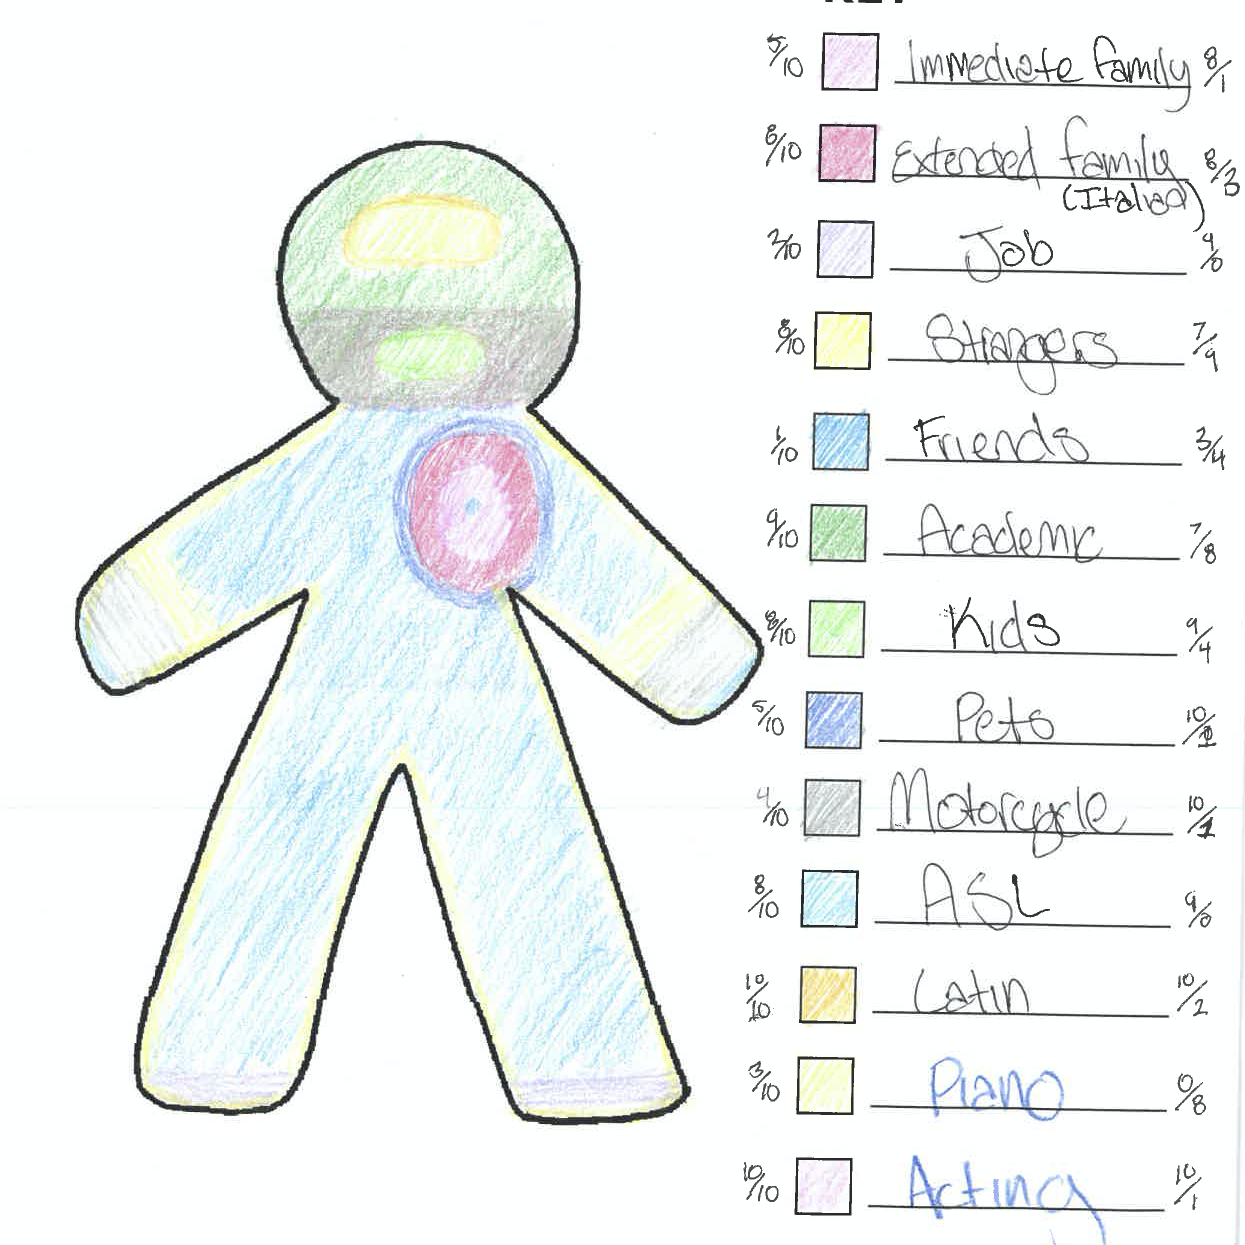 5/10 Immediate family 8/1
8/10 Extended family 8/3
(Italian)
2/10 Job 9/0
8/10 Strangers 7/9
1/10 Friends 3/4
9/10 Academic 7/8
8/10 Kids 9/4
5/10 Pets 10/1
4/10 Motorcycle 10/1
8/10 ASL 9/0
10/10 Latin 10/2
3/10 Piano 0/8
10/10 Acting 10/1